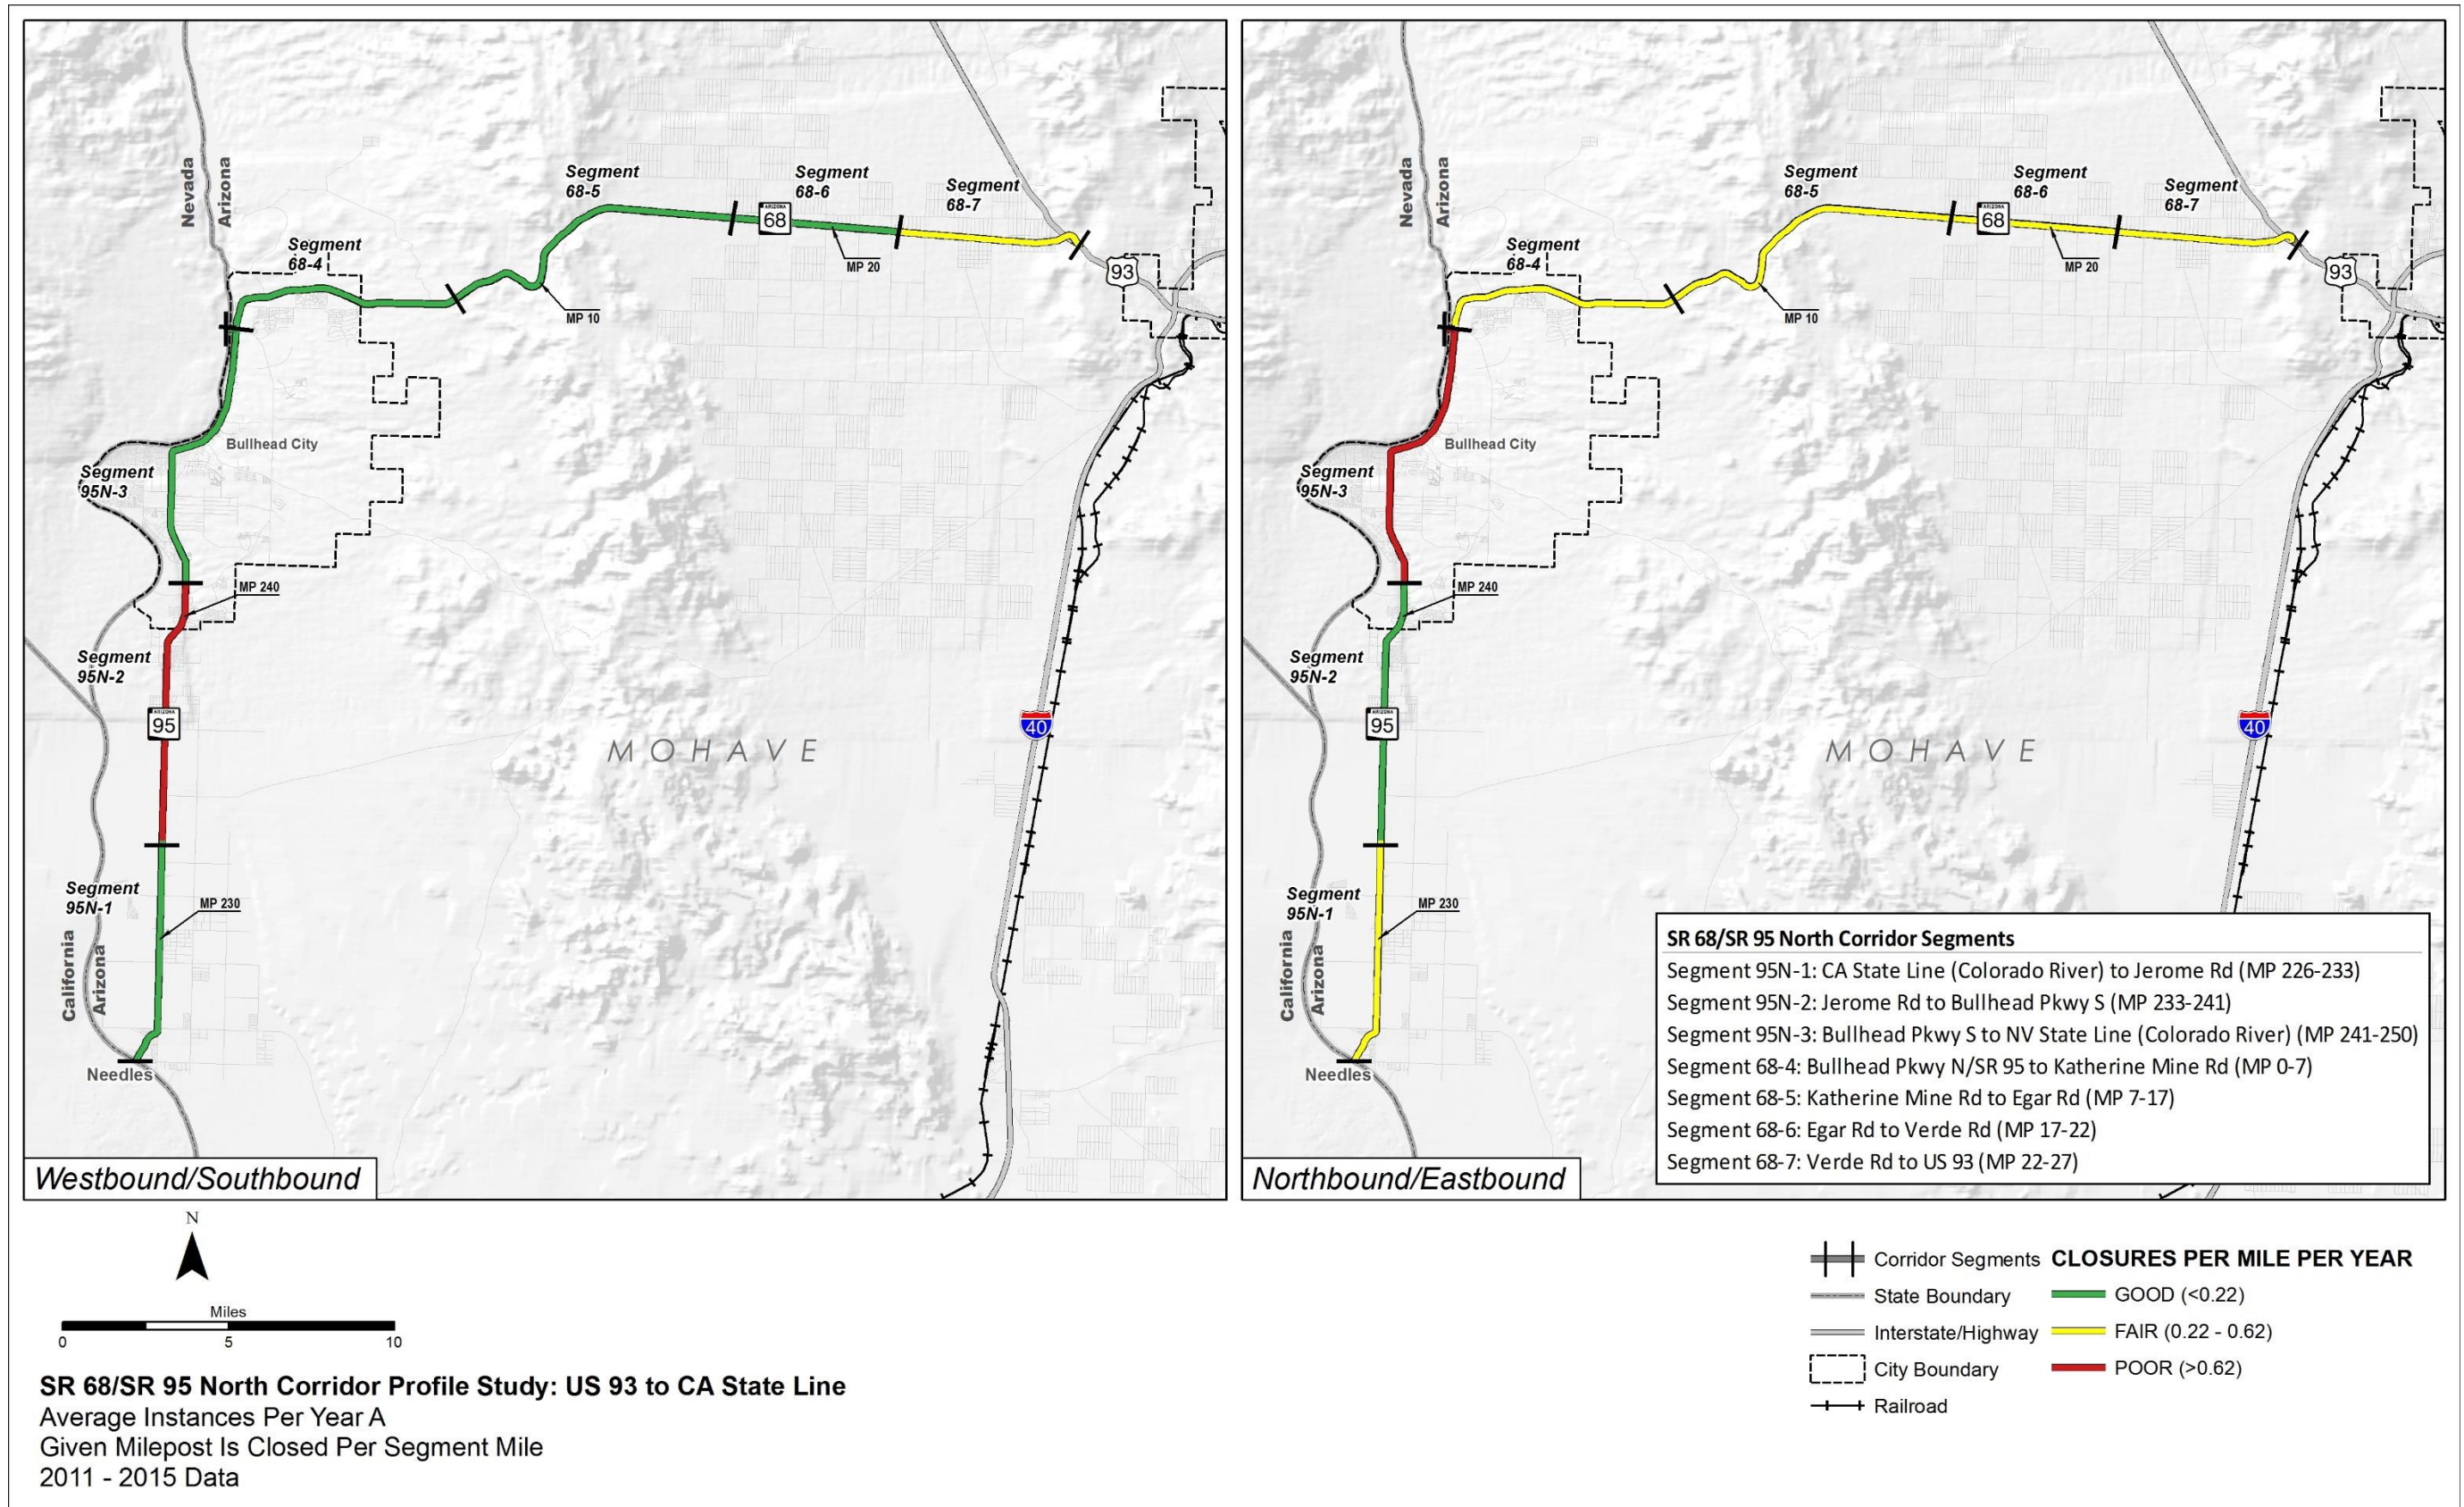 Nevada
Arizona
Segment
68-4
Segment
68-5
ARIZONA
68
Segment
68-6
Segment
68-7
MP 20
MP 10
93
Bullhead City
Segment
95N-3
MP 240
Segment
95N-2
ARIZONA
95
MOHAVE
40
Segment
95N-1
MP 230
California
Arizona
Needles
Westbound/Southbound
Nevada
Arizona
Segment
68-4
Segment
68-5
ARIZONA
68
Segment
68-6
Segment
68-7
MP 20
MP 10
93
Bullhead City
Segment
95N-3
MP 240
Segment
95N-2
ARIZONA
95
MOHAVE
40
Segment
95N-1
MP 230
California
Arizona
Needles
Northbound/Eastbound
SR 68/SR 95 North Corridor Segments
Segment 95N-1: CA State Line (Colorado River) to Jerome Rd (MP 226-233)
Segment 95N-2: Jerome Rd to Bullhead Pkwy S (MP 233-241)
Segment 95N-3: Bullhead Pkwy S to NV State Line (Colorado River) (MP 241-250)
Segment 68-4: Bullhead Pkwy N/SR 95 to Katherine Mine Rd (MP 0-7)
Segment 68-5: Katherine Mine Rd to Egar Rd (MP 7-17)
Segment 68-6: Egar Rd to Verde Rd (MP 17-22)
Segment 68-7: Verde Rd to US 93 (MP 22-27)
N
Miles
0 5 10
SR 68/SR 95 North Corridor Profile Study: US 93 to CA State Line
Average Instances Per Year A
Given Milepost Is Closed Per Segment Mile
2011 - 2015 Data
Corridor Segments
State Boundary
Interstate/Highway
City Boundary
Railroad
CLOSURES PER MILE PER YEAR
GOOD (<0.22)
FAIR (0.22 - 0.62)
POOR (>0.62)